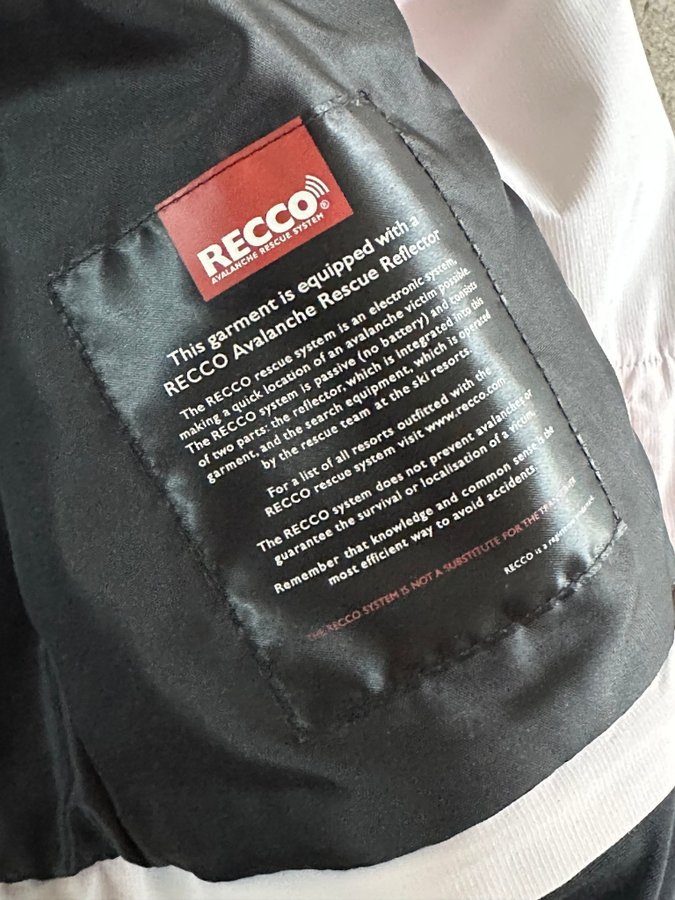 RECCO®
AVALANCHE RESCUE SYSTEM
This garment is equipped with a
RECCO Avalanche Rescue Reflector
The RECCO rescue system is an electronic system,
making a quick location of an avalanche victim possible.
The RECCO system is passive (no battery) and consists
of two parts: the reflector, which is integrated into this
garment, and the search equipment, which is operated
by the rescue team at the ski resorts.
For a list of all resorts outfitted with the
RECCO rescue system visit www.recco.com
The RECCO system does not prevent avalanches or
guarantee the survival or localisation of a victim.
Remember that knowledge and common sense is the
most efficient way to avoid accidents.
THE RECCO SYSTEM IS NOT A SUBSTITUTE FOR THE
RECCO is a registered